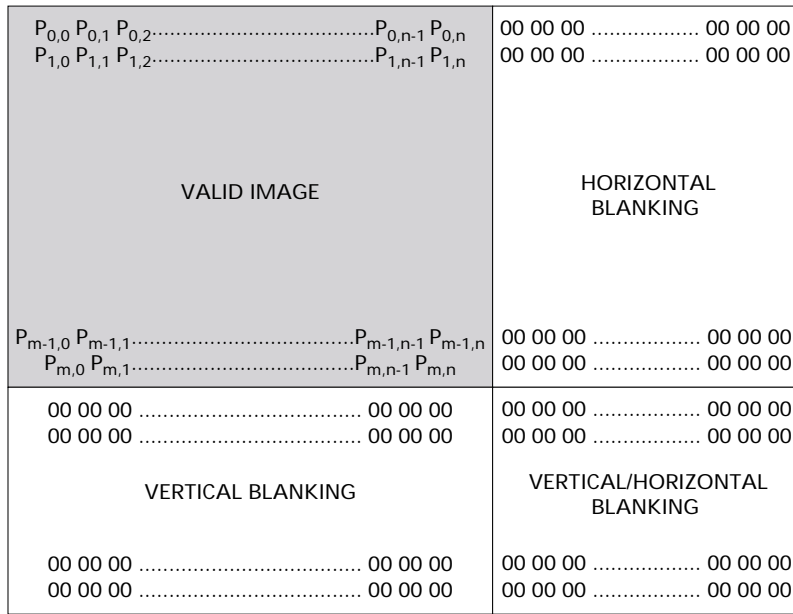 P0,0 P0,1 P0,2.....................................P0,n-1 P0,n
P1,0 P1,1 P1,2.....................................P1,n-1 P1,n
VALID IMAGE
Pm-1,0 Pm-1,1.....................................Pm-1,n-1 Pm-1,n
Pm,0 Pm,1.....................................Pm,n-1 Pm,n
00 00 00 .................. 00 00 00
00 00 00 .................. 00 00 00
HORIZONTAL
BLANKING
00 00 00 .................. 00 00 00
00 00 00 .................. 00 00 00
00 00 00 ..................................... 00 00 00
00 00 00 ..................................... 00 00 00
VERTICAL BLANKING
00 00 00 ..................................... 00 00 00
00 00 00 ..................................... 00 00 00
00 00 00 .................. 00 00 00
00 00 00 .................. 00 00 00
VERTICAL/HORIZONTAL
BLANKING
00 00 00 .................. 00 00 00
00 00 00 .................. 00 00 00